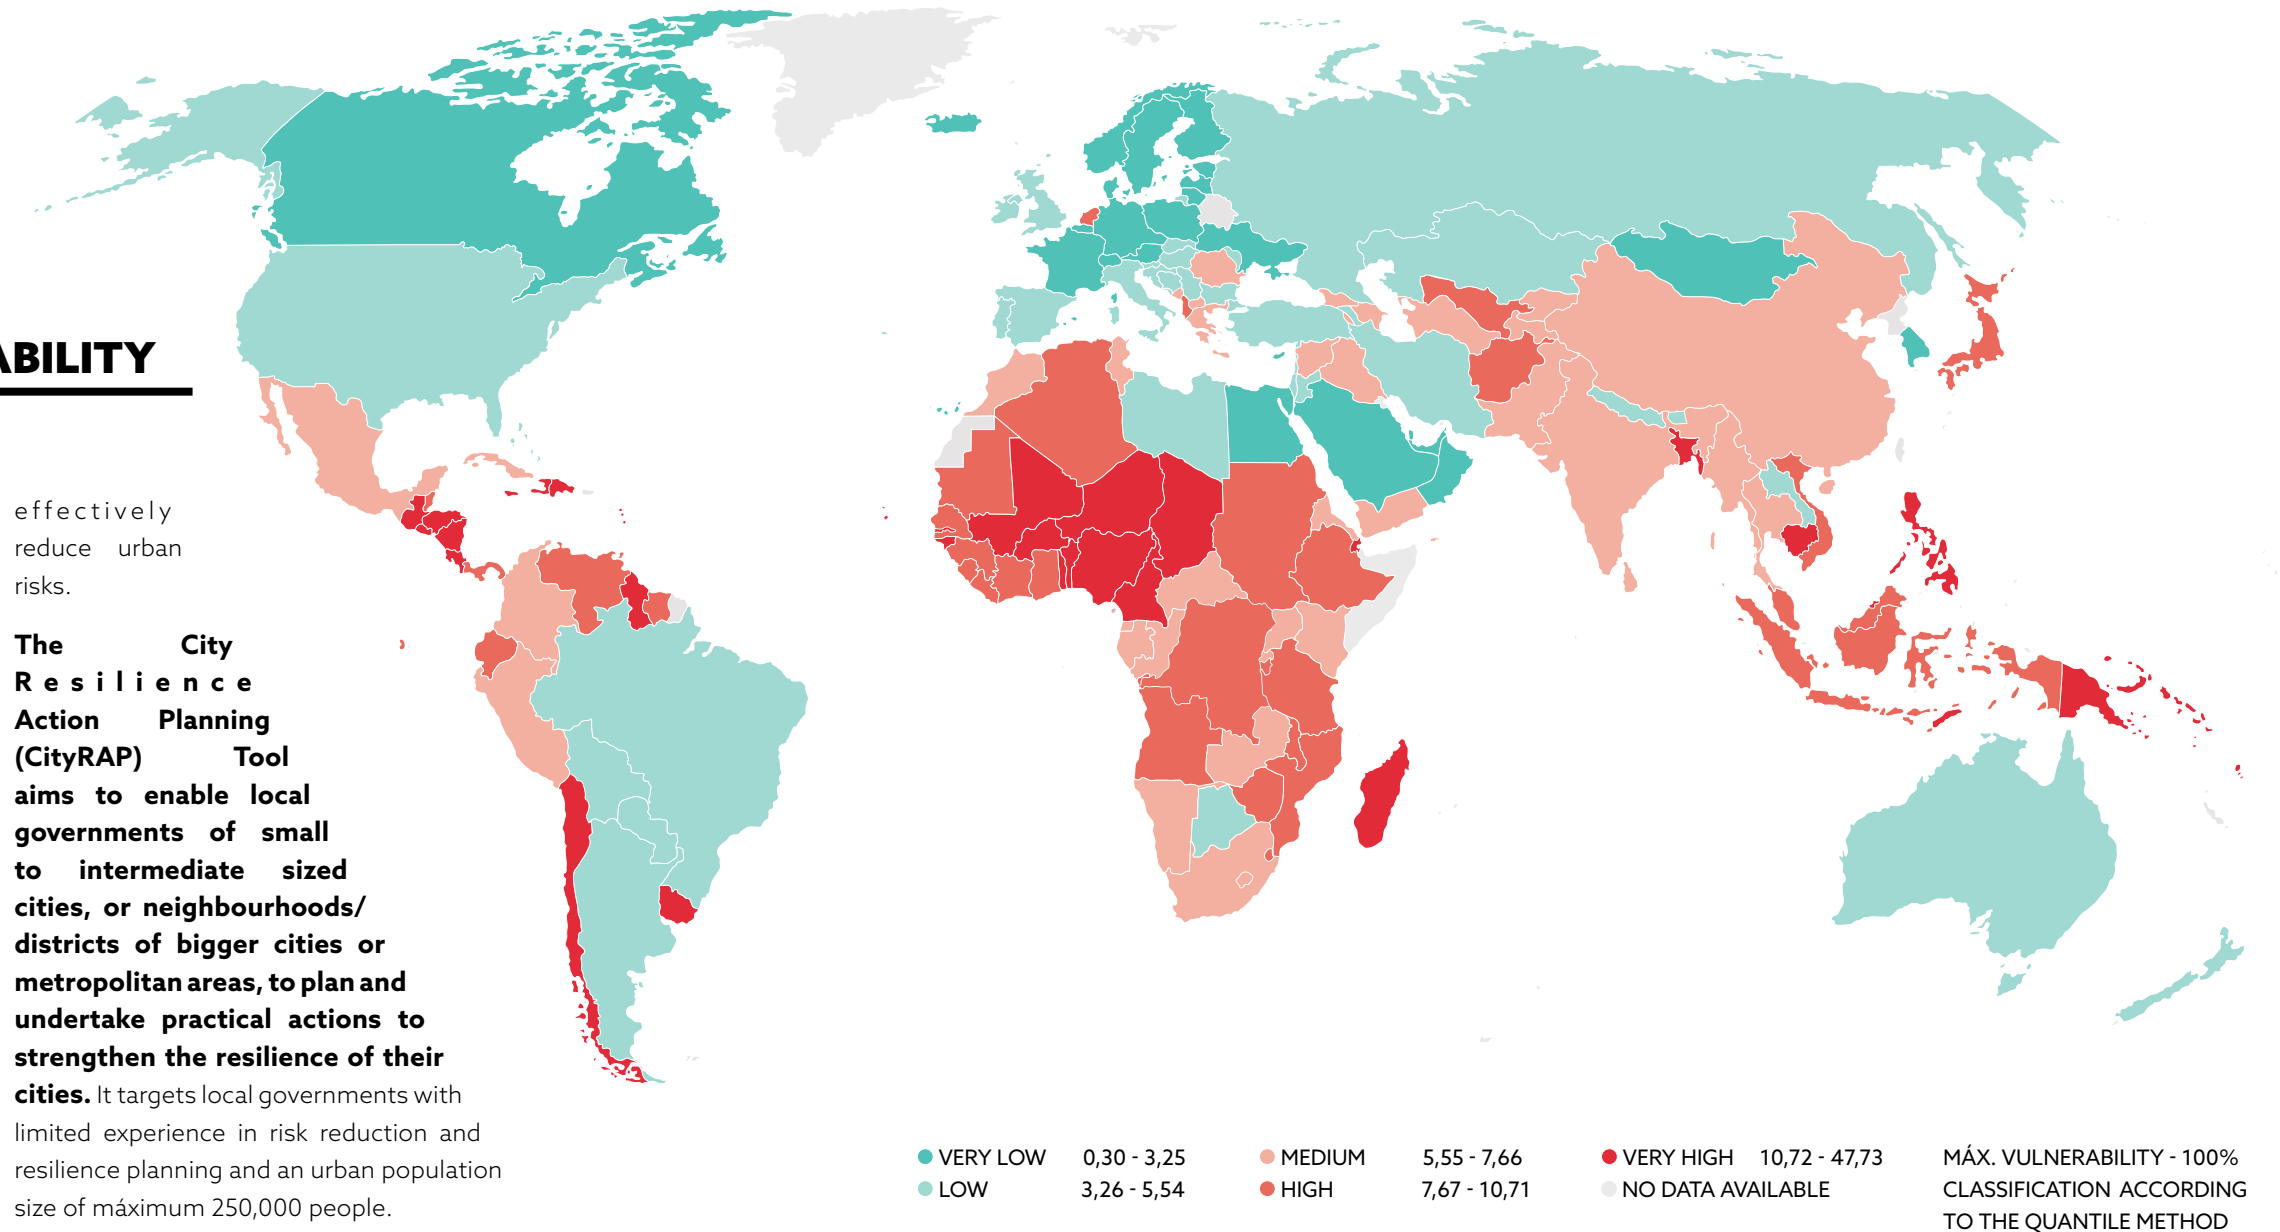 ABILITY
effectively
reduce urban
risks.
The City
Resilience
Action Planning
(CityRAP) Tool
aims to enable local
governments of small
to intermediate sized
cities, or neighbourhoods/
districts of bigger cities or
metropolitan areas, to plan and
undertake practical actions to
strengthen the resilience of their
cities. It targets local governments with
limited experience in risk reduction and
resilience planning and an urban population
size of máximum 250,000 people.
VERY LOW 0,30 - 3,25
LOW 3,26 - 5,54
MEDIUM 5,55 - 7,66
HIGH 7,67 - 10,71
VERY HIGH 10,72 - 47,73
NO DATA AVAILABLE
MÁX. VULNERABILITY - 100%
CLASSIFICATION ACCORDING
TO THE QUANTILE METHOD